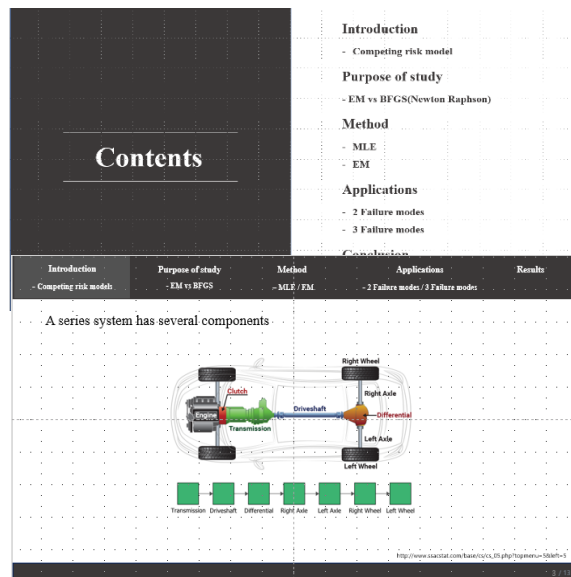 Introduction
- Competing risk model
Purpose of study
- EM vs BFGS(Newton Raphson)
Method
- MLE
- EM
Contents
Applications
- 2 Failure modes
- 3 Failure modes
Conclusion
Introduction
Purpose of study
Method
Applications
Results
- Competing risk models
- EM vs BFGS
- MLE / EM
- 2 Failure modes / 3 Failure modes
A series system has several components
Right Wheel
Clutch
Right Axle
Engine
Driveshaft
Differential
Transmission
Left Axle
Left Wheel
Transmission Driveshaft Differential Right Axle Left Axle Right Wheel Left Wheel
3 / 11